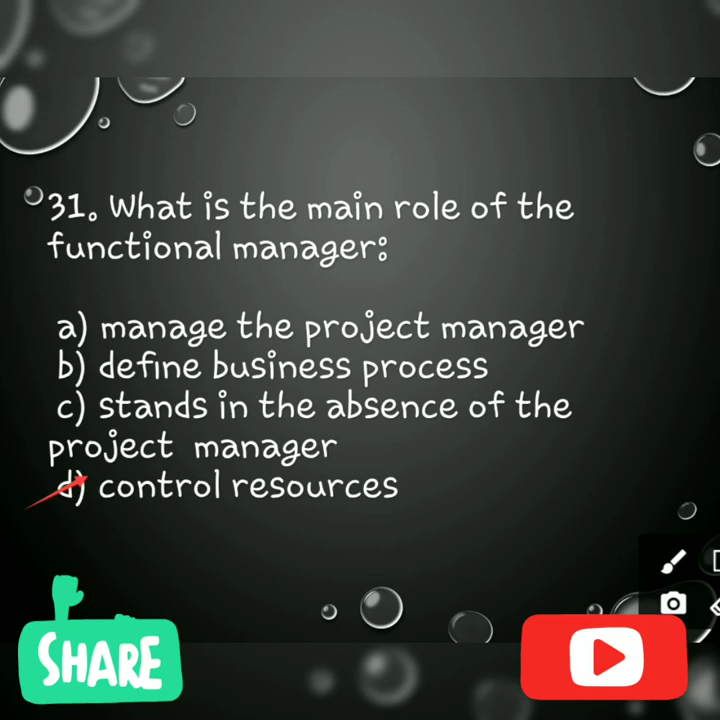 31. What is the main role of the
functional manager:
a) manage the project manager
b) define business process
c) stands in the absence of the
project manager
d) control resources
SHARE